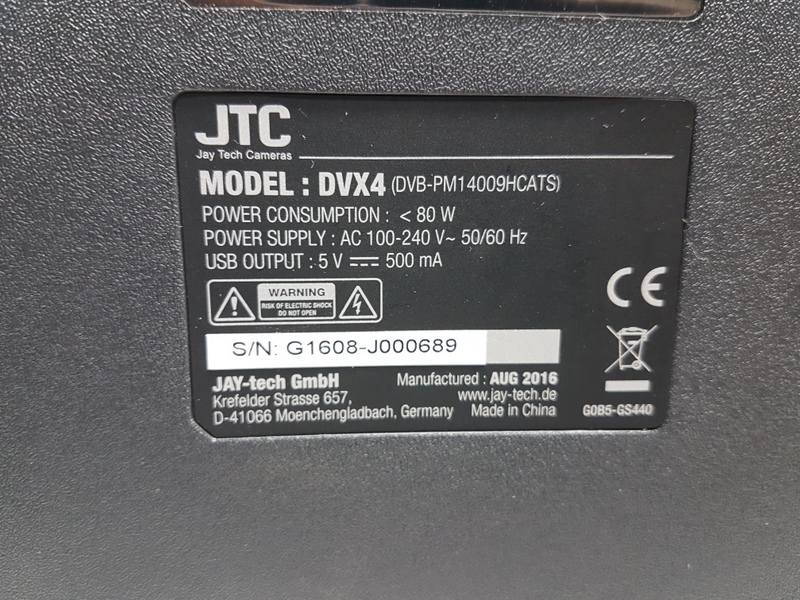 JTC
Jay Tech Cameras
MODEL : DVX4 (DVB-PM14009HCATS)
POWER CONSUMPTION : < 80 W
POWER SUPPLY : AC 100-240 V~ 50/60 Hz
USB OUTPUT : 5 V ⎓ 500 mA
WARNING
RISK OF ELECTRIC SHOCK
DO NOT OPEN
CE
S/N: G1608-J000689
JAY-tech GmbH
Krefelder Strasse 657,
D-41066 Moenchengladbach, Germany
Manufactured : AUG 2016
www.jay-tech.de
Made in China
G0B5-GS440